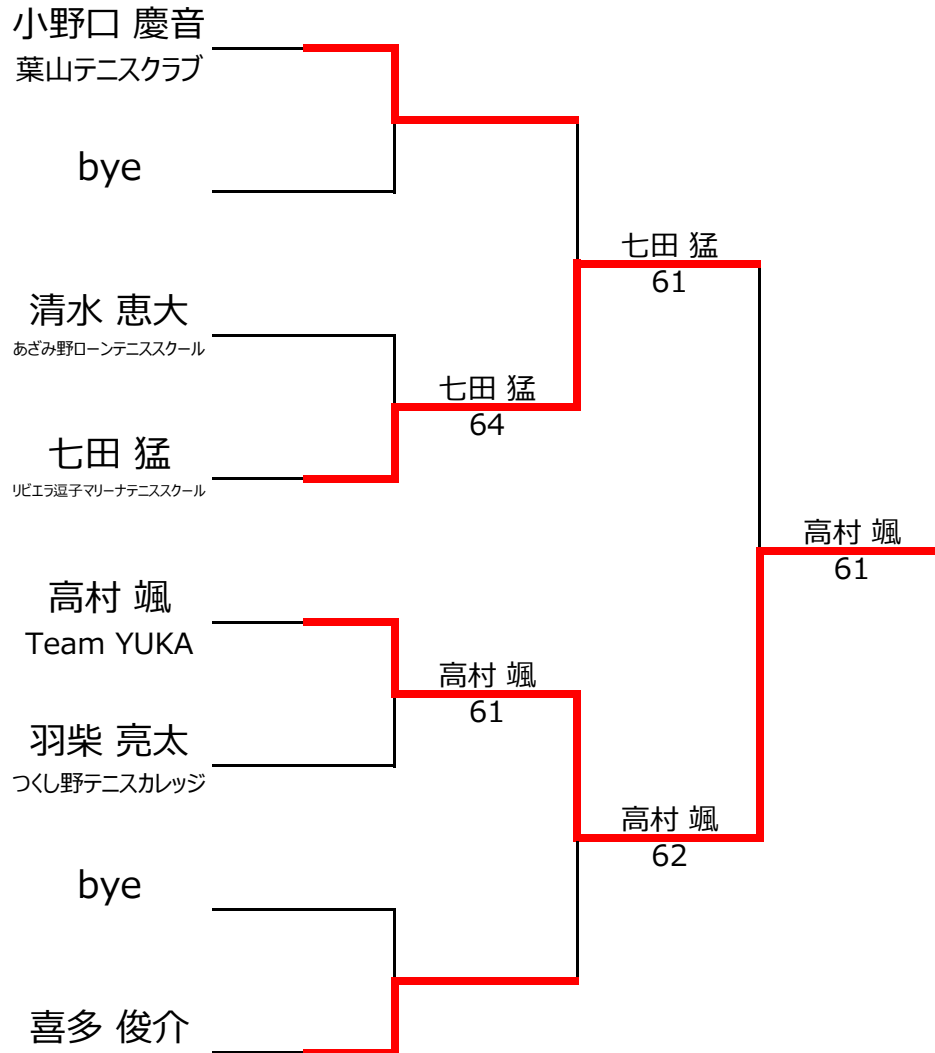 小野口 慶音
葉山テニスクラブ
bye
七田 猛
61
清水 恵大
あざみ野ローンテニススクール
七田 猛
64
七田 猛
リビエラ逗子マリーナテニススクール
高村 颯
61
高村 颯
Team YUKA
高村 颯
61
羽柴 亮太
つくし野テニスカレッジ
高村 颯
62
bye
喜多 俊介